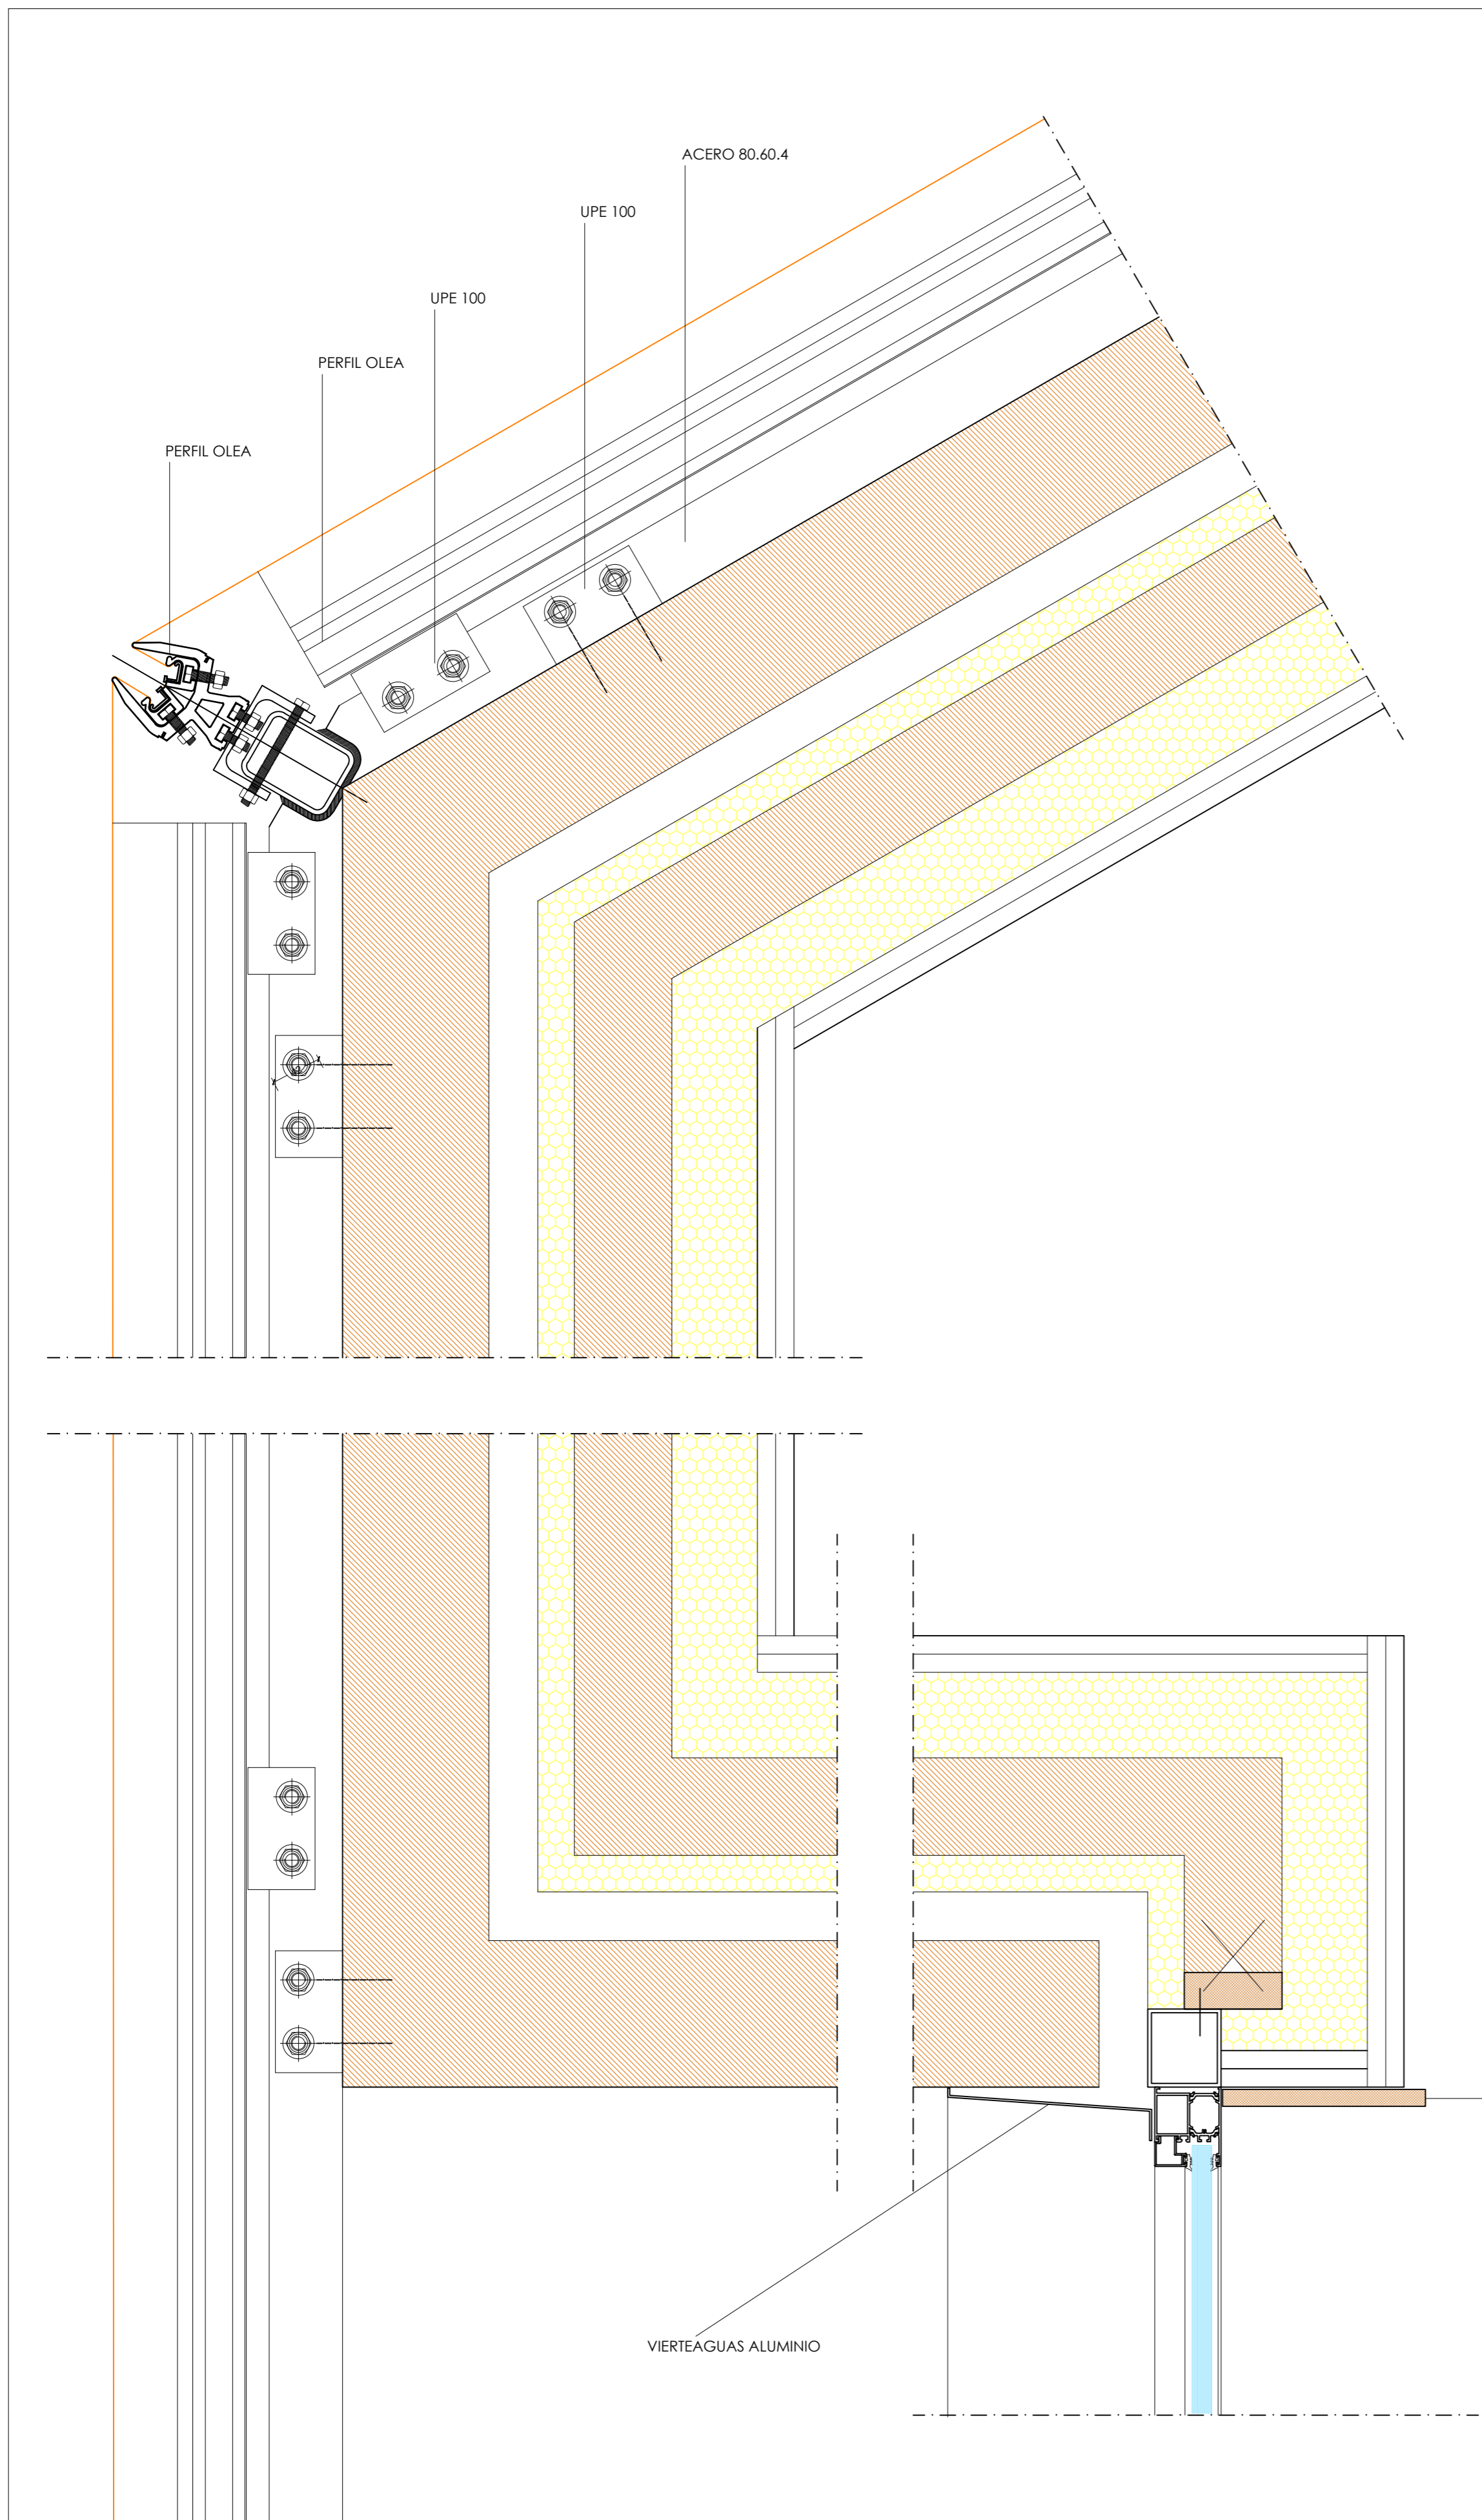 ACERO 80.60.4
UPE 100
UPE 100
PERFIL OLEA
PERFIL OLEA
VIERTEAGUAS ALUMINIO